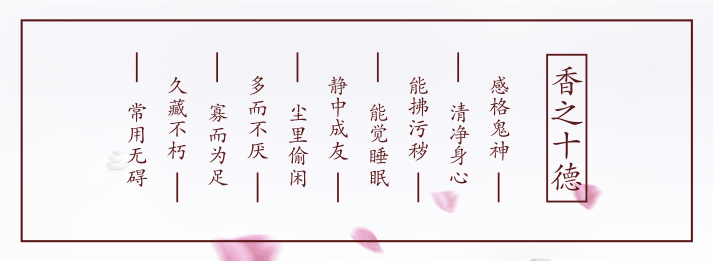 香之十德
感格鬼神
清净身心
能拂污秽
能觉睡眠
静中成友
尘里偷闲
多而不厌
寡而为足
久藏不朽
常用无碍